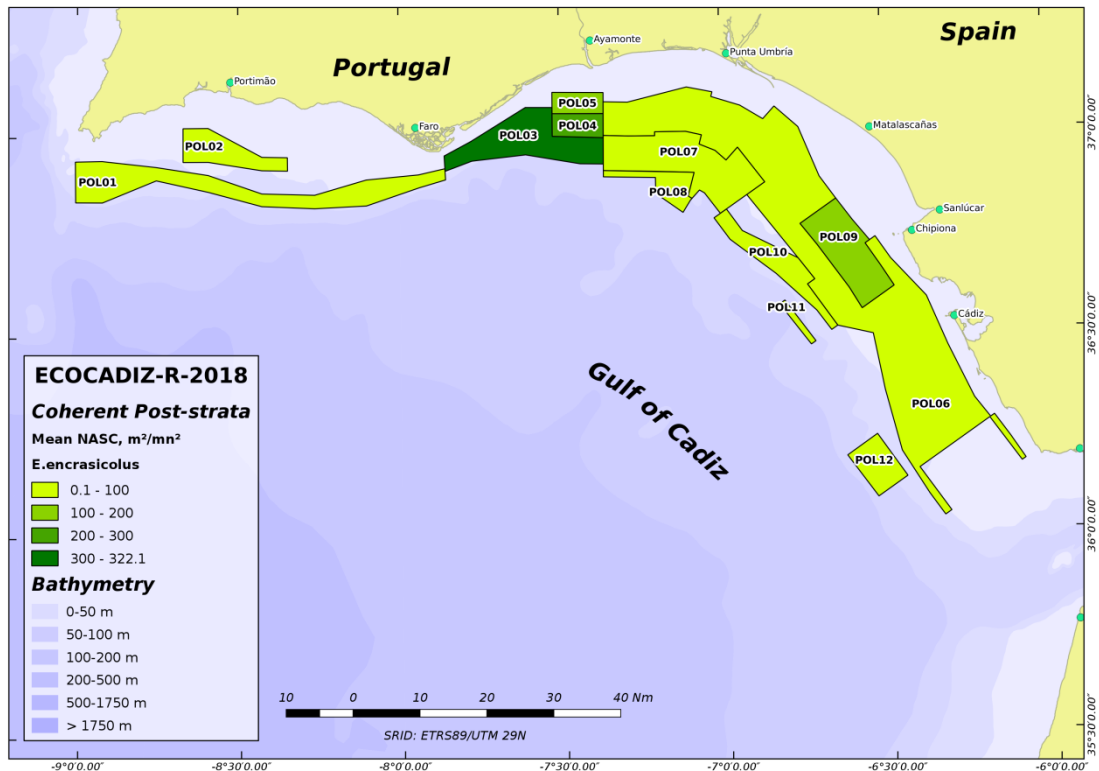 Spain
Portugal
Ayamonte
Punta Umbría
Portimão
Faro
Matalascañas
Sanlúcar
Chipiona
Cádiz
POL01
POL02
POL03
POL04
POL05
POL06
POL07
POL08
POL09
POL10
POL11
POL12
Gulf of Cadiz
ECOCADIZ-R-2018
Coherent Post-strata
Mean NASC, m²/mn²
E.encrasicolus
0.1 - 100
100 - 200
200 - 300
300 - 322.1
Bathymetry
0-50 m
50-100 m
100-200 m
200-500 m
500-1750 m
> 1750 m
10 0 10 20 30 40 Nm
SRID: ETRS89/UTM 29N
37°0'0.00"
36°30'0.00"
36°0'0.00"
35°30'0.00"
-9°0'0.00" -8°30'0.00" -8°0'0.00" -7°30'0.00" -7°0'0.00" -6°30'0.00" -6°0'0.00"